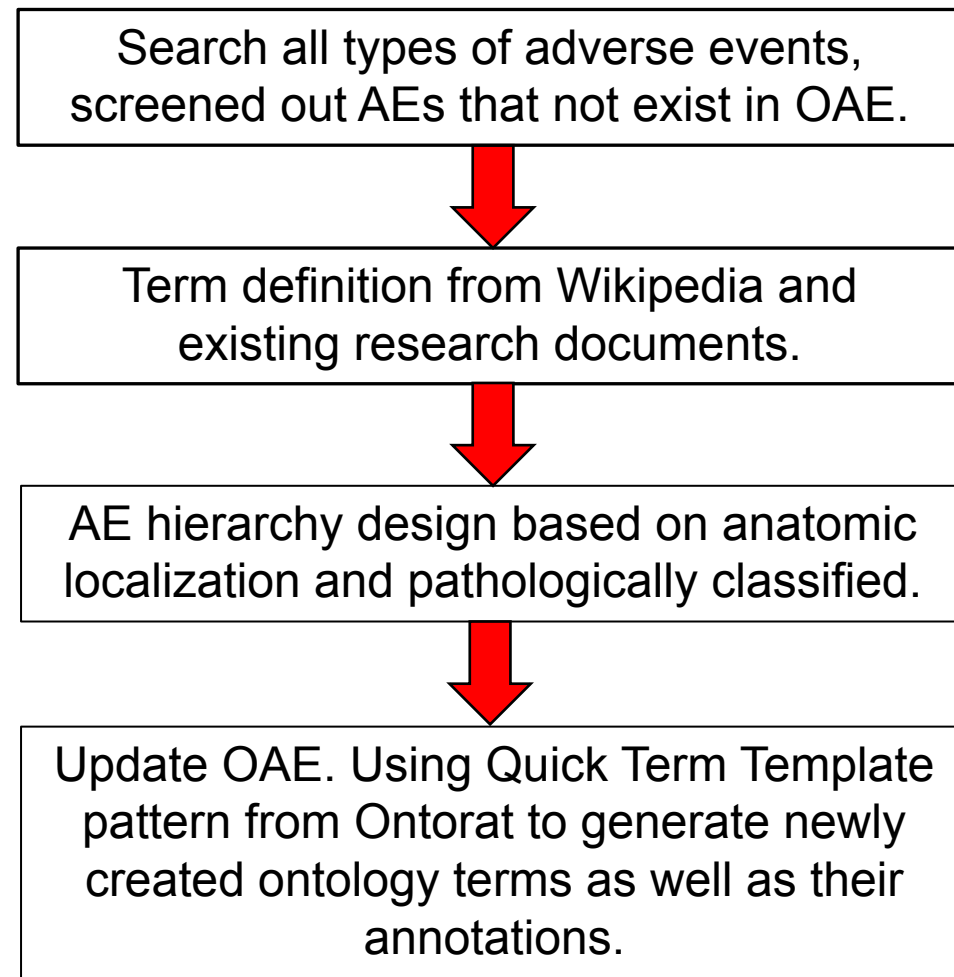 Search all types of adverse events,
screened out AEs that not exist in OAE.
Term definition from Wikipedia and
existing research documents.
AE hierarchy design based on anatomic
localization and pathologically classified.
Update OAE. Using Quick Term Template
pattern from Ontorat to generate newly
created ontology terms as well as their
annotations.